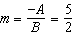 m = −A/B = 5/2